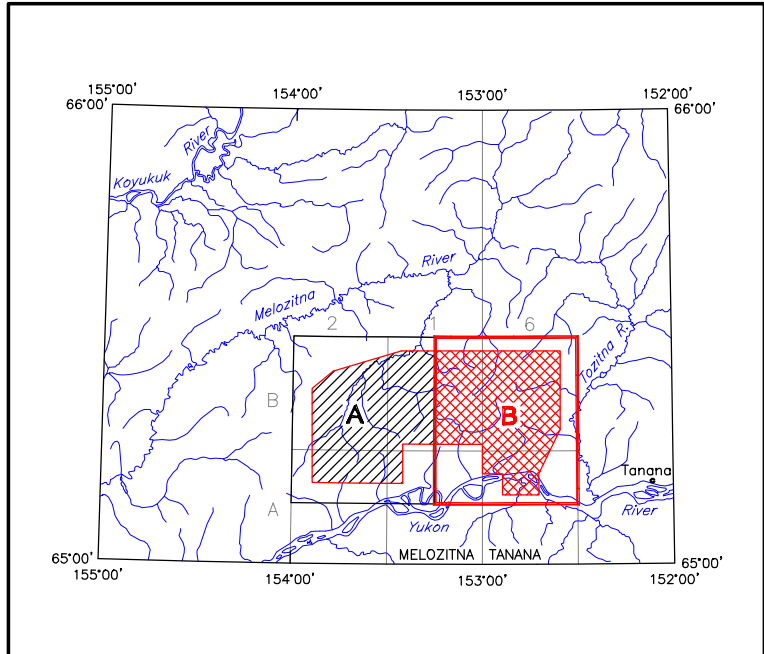 155°00'
154°00'
153°00'
152°00'
66°00'
66°00'
River
Koyukuk
River
Melozitna
2
1
6
Tozitna R.
B
A
B
Tanana
A
Yukon
River
MELOZITNA
TANANA
65°00'
65°00'
155°00'
154°00'
153°00'
152°00'